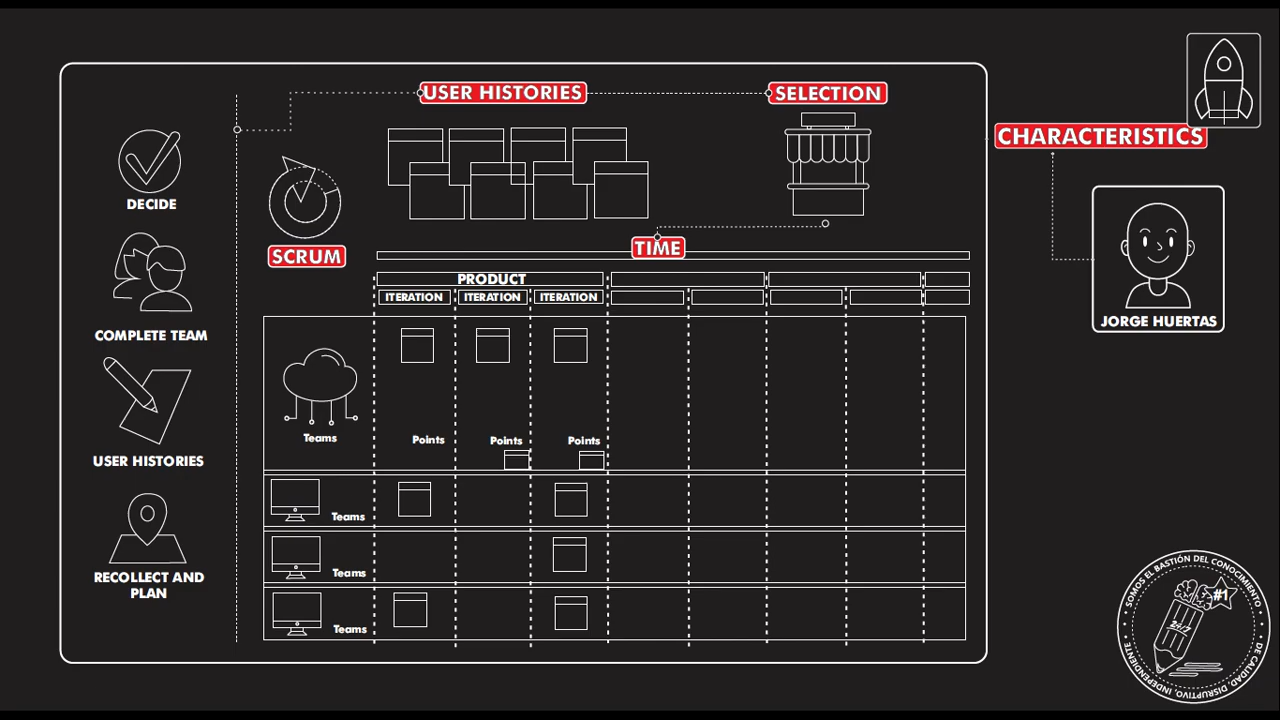 USER HISTORIES
SELECTION
CHARACTERISTICS
DECIDE
COMPLETE TEAM
USER HISTORIES
RECOLLECT AND
PLAN
SCRUM
TIME
PRODUCT
ITERATION ITERATION ITERATION
Teams
Points Points Points
Teams
Teams
Teams
JORGE HUERTAS
• SOMOS EL BASTIÓN DEL CONOCIMIENTO •
• DE CALIDAD, DISRUPTIVO, INDEPENDIENTE •
#1
24/7